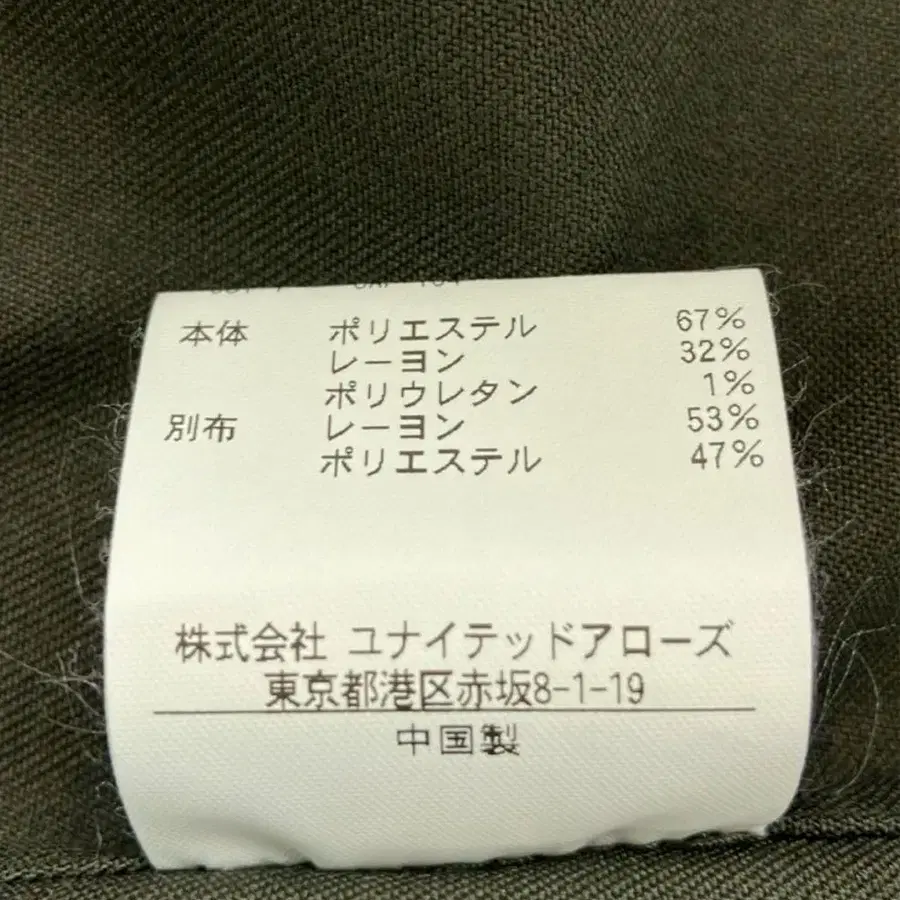 本体 ポリエステル 67%
レーヨン 32%
ポリウレタン 1%
別布 レーヨン 53%
ポリエステル 47%
株式会社 ユナイテッドアローズ
東京都港区赤坂8-1-19
中国製